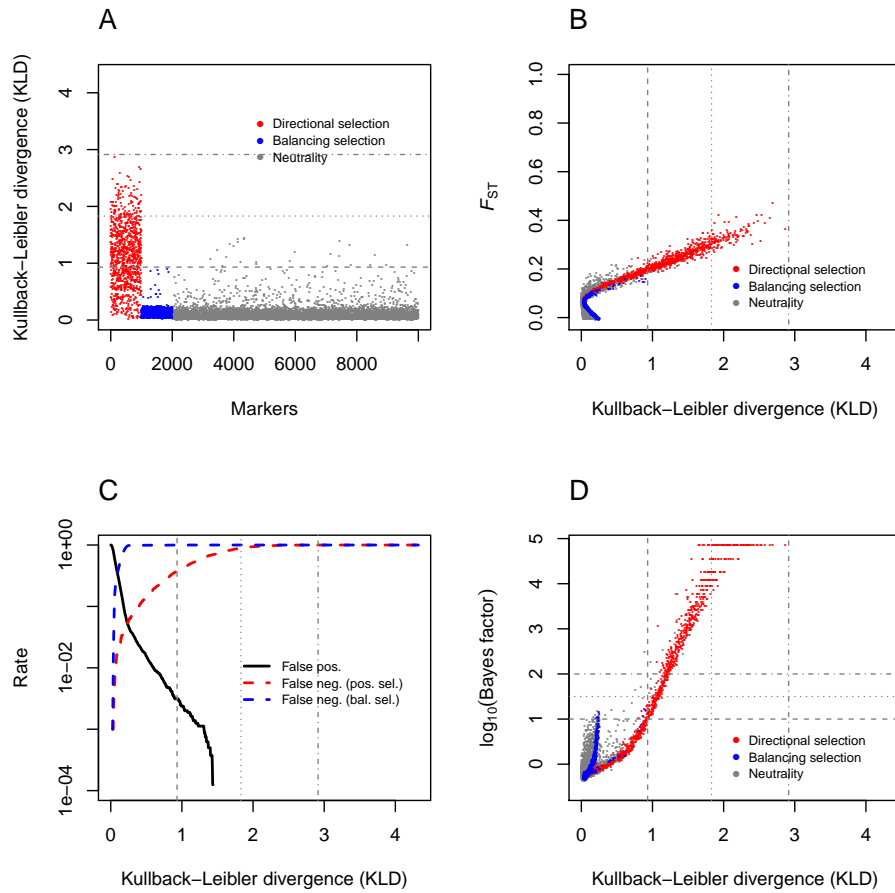 A
Kullback–Leibler divergence (KLD)
4
3
2
1
0
Directional selection
Balancing selection
Neutrality
0 2000 4000 6000 8000
Markers
B
FST
1.0
0.8
0.6
0.4
0.2
0.0
Directional selection
Balancing selection
Neutrality
0 1 2 3 4
Kullback–Leibler divergence (KLD)
C
Rate
1e+00
1e−02
1e−04
False pos.
False neg. (pos. sel.)
False neg. (bal. sel.)
0 1 2 3 4
Kullback–Leibler divergence (KLD)
D
log10(Bayes factor)
5
4
3
2
1
0
Directional selection
Balancing selection
Neutrality
0 1 2 3 4
Kullback–Leibler divergence (KLD)